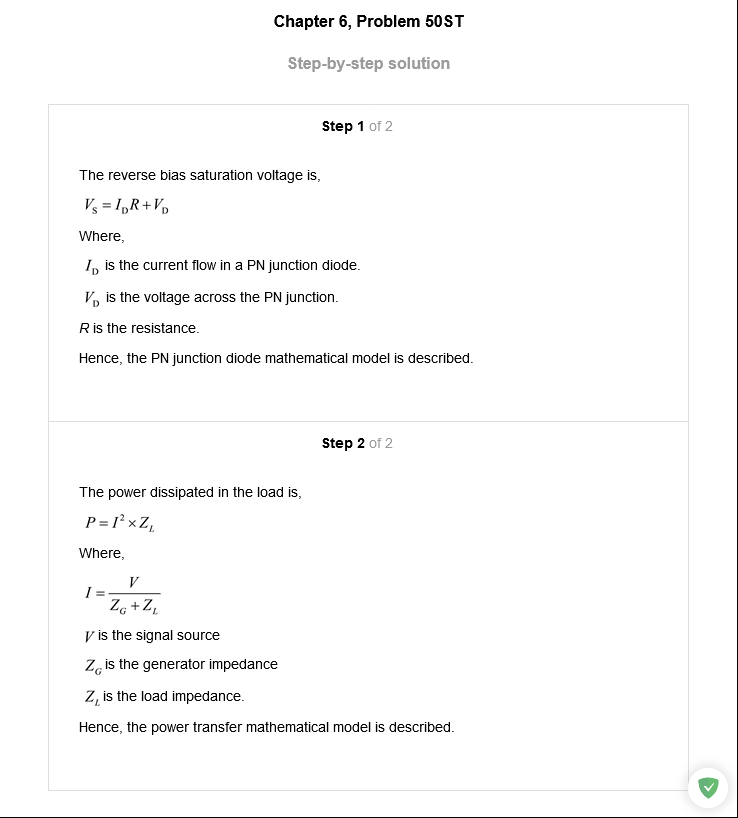 Chapter 6, Problem 50ST
Step-by-step solution
Step 1 of 2
The reverse bias saturation voltage is,
V_S = I_D R + V_D
Where,
I_D is the current flow in a PN junction diode.
V_D is the voltage across the PN junction.
R is the resistance.
Hence, the PN junction diode mathematical model is described.
Step 2 of 2
The power dissipated in the load is,
P = I² × Z_L
Where,
I = V / (Z_G + Z_L)
V is the signal source
Z_G is the generator impedance
Z_L is the load impedance.
Hence, the power transfer mathematical model is described.